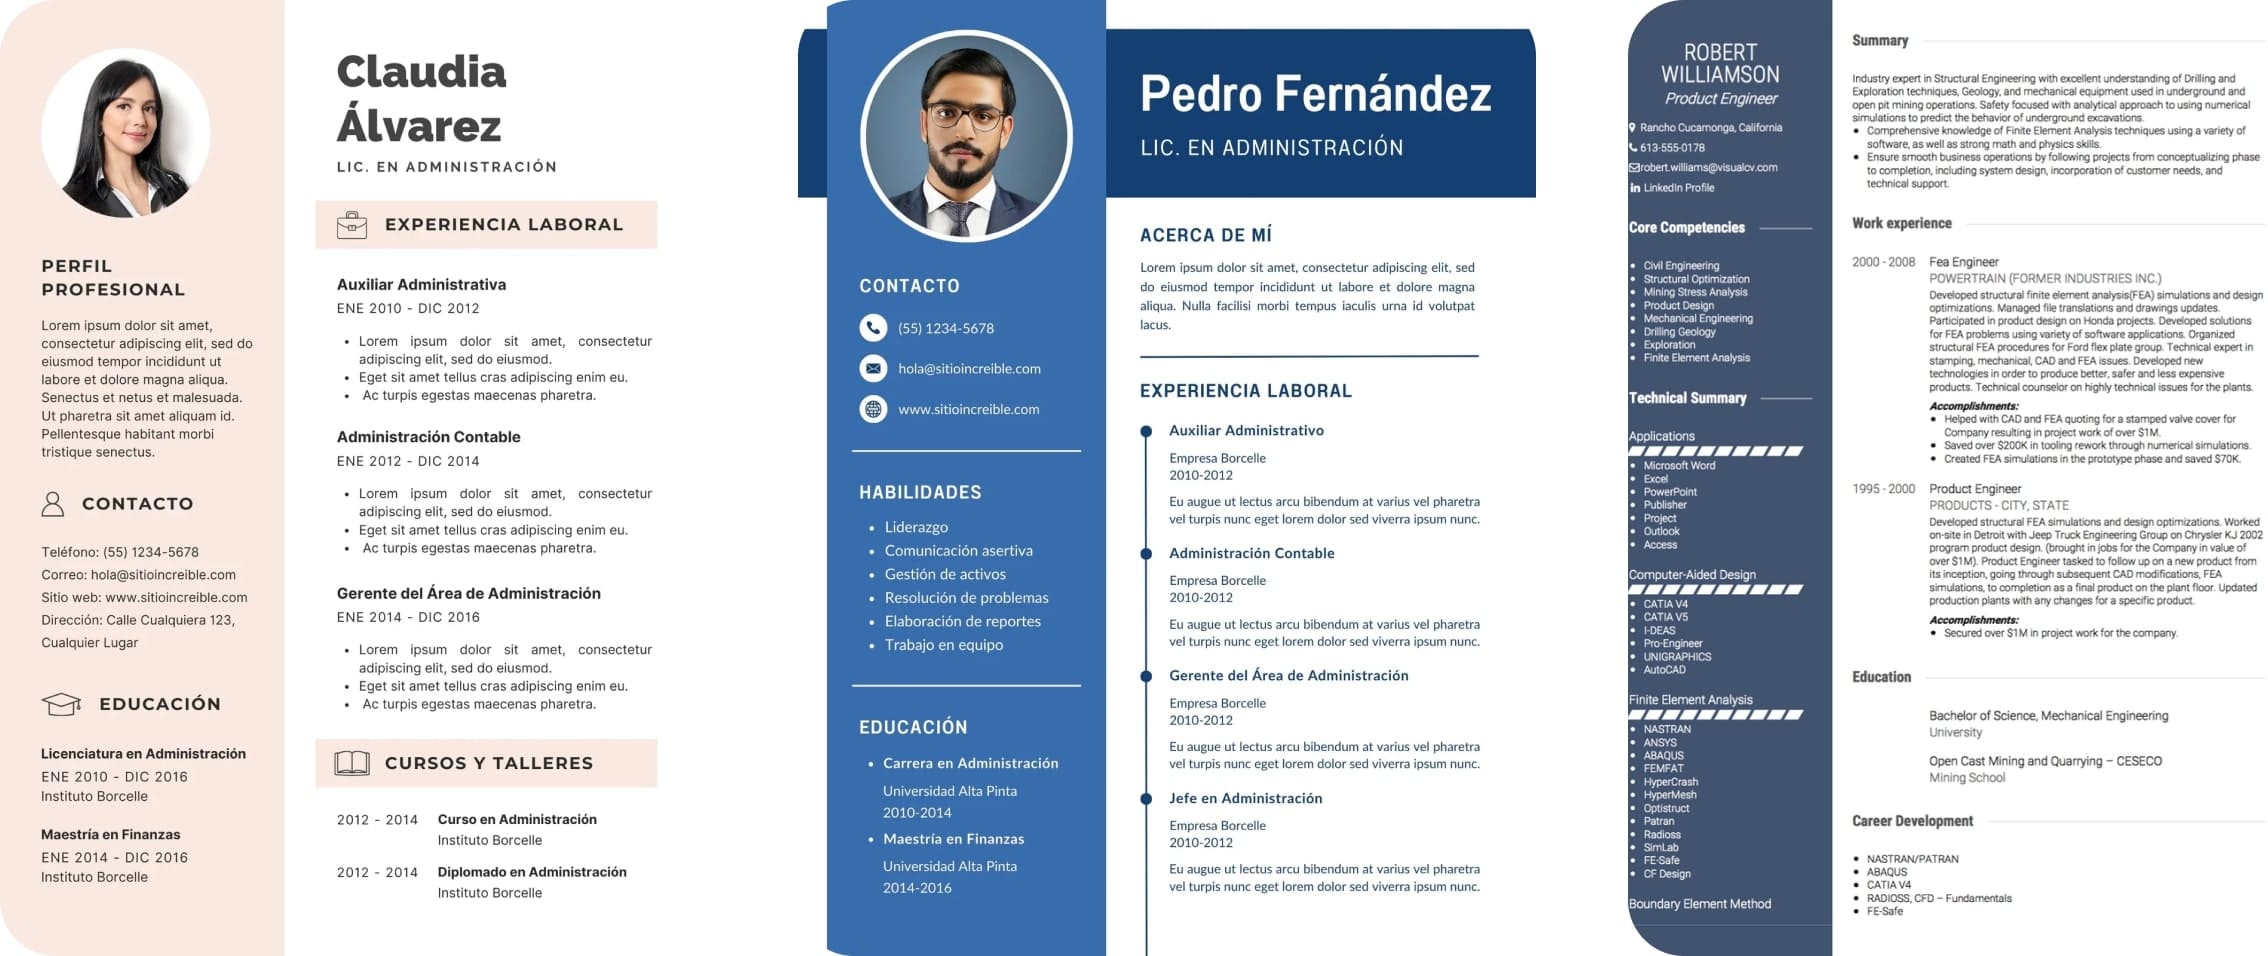 PERFIL
PROFESIONAL
Lorem ipsum dolor sit amet,
consectetur adipiscing elit, sed do
eiusmod tempor incididunt ut
labore et dolore magna aliqua.
Senectus et netus et malesuada.
Ut pharetra sit amet aliquam id.
Pellentesque habitant morbi
tristique senectus.
CONTACTO
Teléfono: (55) 1234-5678
Correo: hola@sitioincreible.com
Sitio web: www.sitioincreible.com
Dirección: Calle Cualquiera 123,
Cualquier Lugar
EDUCACIÓN
Licenciatura en Administración
ENE 2010 - DIC 2016
Instituto Borcelle
Maestría en Finanzas
ENE 2014 - DIC 2016
Instituto Borcelle
Claudia
Álvarez
LIC. EN ADMINISTRACIÓN
EXPERIENCIA LABORAL
Auxiliar Administrativa
ENE 2010 - DIC 2012
• Lorem ipsum dolor sit amet, consectetur
adipiscing elit, sed do eiusmod.
• Eget sit amet tellus cras adipiscing enim eu.
• Ac turpis egestas maecenas pharetra.
Administración Contable
ENE 2012 - DIC 2014
• Lorem ipsum dolor sit amet, consectetur
adipiscing elit, sed do eiusmod.
• Eget sit amet tellus cras adipiscing enim eu.
• Ac turpis egestas maecenas pharetra.
Gerente del Área de Administración
ENE 2014 - DIC 2016
• Lorem ipsum dolor sit amet, consectetur
adipiscing elit, sed do eiusmod.
• Eget sit amet tellus cras adipiscing enim eu.
• Ac turpis egestas maecenas pharetra.
CURSOS Y TALLERES
2012 - 2014 Curso en Administración
Instituto Borcelle
2012 - 2014 Diplomado en Administración
Instituto Borcelle
Pedro Fernández
LIC. EN ADMINISTRACIÓN
CONTACTO
(55) 1234-5678
hola@sitioincreible.com
www.sitioincreible.com
HABILIDADES
• Liderazgo
• Comunicación asertiva
• Gestión de activos
• Resolución de problemas
• Elaboración de reportes
• Trabajo en equipo
EDUCACIÓN
• Carrera en Administración
Universidad Alta Pinta
2010-2014
• Maestría en Finanzas
Universidad Alta Pinta
2014-2016
ACERCA DE MÍ
Lorem ipsum dolor sit amet, consectetur adipiscing elit, sed
do eiusmod tempor incididunt ut labore et dolore magna
aliqua. Nulla facilisi morbi tempus iaculis urna id volutpat
lacus.
EXPERIENCIA LABORAL
Auxiliar Administrativo
Empresa Borcelle
2010-2012
Eu augue ut lectus arcu bibendum at varius vel pharetra
vel turpis nunc eget lorem dolor sed viverra ipsum nunc.
Administración Contable
Empresa Borcelle
2010-2012
Eu augue ut lectus arcu bibendum at varius vel pharetra
vel turpis nunc eget lorem dolor sed viverra ipsum nunc.
Gerente del Área de Administración
Empresa Borcelle
2010-2012
Eu augue ut lectus arcu bibendum at varius vel pharetra
vel turpis nunc eget lorem dolor sed viverra ipsum nunc.
Jefe en Administración
Empresa Borcelle
2010-2012
Eu augue ut lectus arcu bibendum at varius vel pharetra
vel turpis nunc eget lorem dolor sed viverra ipsum nunc.
ROBERT
WILLIAMSON
Product Engineer
Rancho Cucamonga, California
613-555-0178
robert.williams@visualcv.com
in LinkedIn Profile
Core Competencies
• Civil Engineering
• Structural Optimization
• Mining Stress Analysis
• Product Design
• Mechanical Engineering
• Drilling Geology
• Exploration
• Finite Element Analysis
Technical Summary
Applications
• Microsoft Word
• Excel
• PowerPoint
• Publisher
• Project
• Outlook
• Access
Computer-Aided Design
• CATIA V4
• CATIA V5
• I-DEAS
• Pro-Engineer
• UNIGRAPHICS
• AutoCAD
Finite Element Analysis
• NASTRAN
• ANSYS
• ABAQUS
• FEMFAT
• HyperCrash
• HyperMesh
• Optistruct
• Patran
• Radioss
• SimLab
• FE-Safe
• CF Design
Boundary Element Method
Summary
Industry expert in Structural Engineering with excellent understanding of Drilling and
Exploration techniques, Geology, and mechanical equipment used in underground and
open pit mining operations. Safety focused with analytical approach to using numerical
simulations to predict the behavior of underground excavations.
• Comprehensive knowledge of Finite Element Analysis techniques using a variety of
software, as well as strong math and physics skills.
• Ensure smooth business operations by following projects from conceptualizing phase
to completion, including system design, incorporation of customer needs, and
technical support.
Work experience
2000 - 2008 Fea Engineer
POWERTRAIN (FORMER INDUSTRIES INC.)
Developed structural finite element analysis(FEA) simulations and design
optimizations. Managed file translations and drawings updates.
Participated in product design on Honda projects. Developed solutions
for FEA problems using variety of software applications. Organized
structural FEA procedures for Ford flex plate group. Technical expert in
stamping, mechanical, CAD and FEA issues. Developed new
technologies in order to produce better, safer and less expensive
products. Technical counselor on highly technical issues for the plants.
Accomplishments:
• Helped with CAD and FEA quoting for a stamped valve cover for
Company resulting in project work of over $1M.
• Saved over $200K in tooling rework through numerical simulations.
• Created FEA simulations in the prototype phase and saved $70K.
1995 - 2000 Product Engineer
PRODUCTS - CITY, STATE
Developed structural FEA simulations and design optimizations. Worked
on-site in Detroit with Jeep Truck Engineering Group on Chrysler KJ 2002
program product design. (brought in jobs for the Company in value of
over $1M). Product Engineer tasked to follow up on a new product from
its inception, going through subsequent CAD modifications, FEA
simulations, to completion as a final product on the plant floor. Updated
production plants with any changes for a specific product.
Accomplishments:
• Secured over $1M in project work for the company.
Education
Bachelor of Science, Mechanical Engineering
University
Open Cast Mining and Quarrying – CESECO
Mining School
Career Development
• NASTRAN/PATRAN
• ABAQUS
• CATIA V4
• RADIOSS, CFD – Fundamentals
• FE-Safe